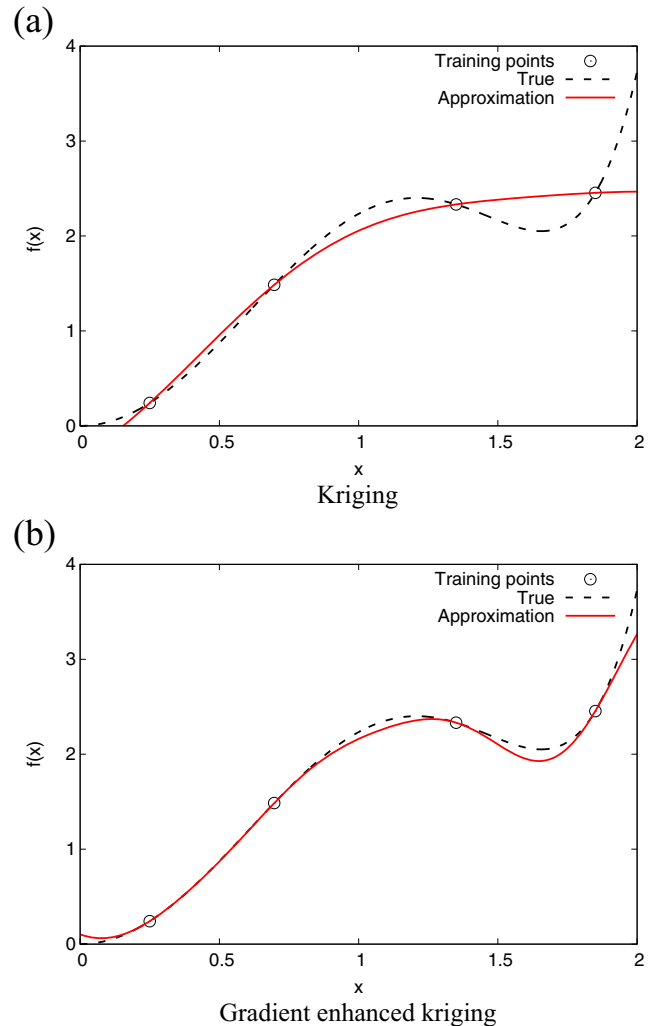 (a)
4
3
2
1
0
f(x)
Training points
True
Approximation
0 0.5 1 1.5 2
x
Kriging
(b)
4
3
2
1
0
f(x)
Training points
True
Approximation
0 0.5 1 1.5 2
x
Gradient enhanced kriging